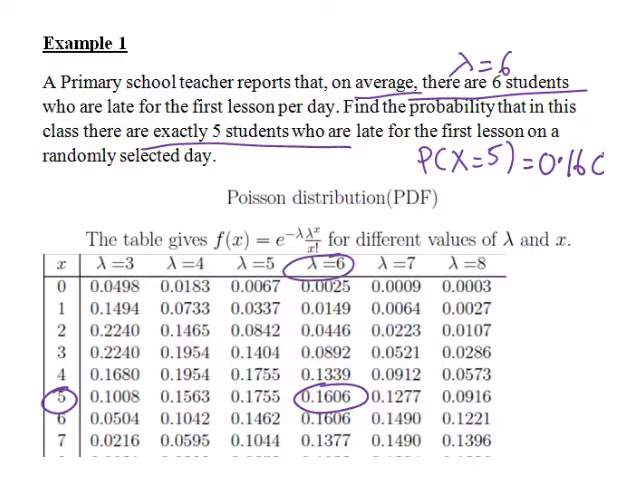 Example 1
λ=6
A Primary school teacher reports that, on average, there are 6 students
who are late for the first lesson per day. Find the probability that in this
class there are exactly 5 students who are late for the first lesson on a
randomly selected day.
P(X=5)=0.160
Poisson distribution(PDF)
The table gives f(x) = e^{-λ} λ^x/x! for different values of λ and x.
x λ=3 λ=4 λ=5 λ=6 λ=7 λ=8
0 0.0498 0.0183 0.0067 0.0025 0.0009 0.0003
1 0.1494 0.0733 0.0337 0.0149 0.0064 0.0027
2 0.2240 0.1465 0.0842 0.0446 0.0223 0.0107
3 0.2240 0.1954 0.1404 0.0892 0.0521 0.0286
4 0.1680 0.1954 0.1755 0.1339 0.0912 0.0573
5 0.1008 0.1563 0.1755 0.1606 0.1277 0.0916
6 0.0504 0.1042 0.1462 0.1606 0.1490 0.1221
7 0.0216 0.0595 0.1044 0.1377 0.1490 0.1396